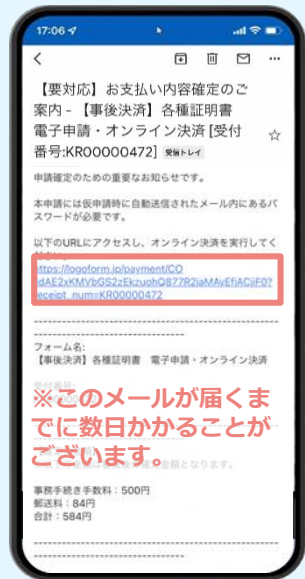 17:06
【要対応】お支払い内容確定のご
案内 - 【事後決済】各種証明書
電子申請・オンライン決済 [受付
番号:KR00000472] 受信トレイ
申請確定のための重要なお知らせです。
本申請には仮申請時に自動送信されたメール内にあるパ
スワードが必要です。
以下のURLにアクセスし、オンライン決済を実行してく
https://logoform.jp/payment/CO
jdAE2xKMVbGS2zEkzuohQ877R2jaMAvEfiACjiF0?
receipt_num=KR00000472
----------------------------------------
フォーム名:
【事後決済】各種証明書 電子申請・オンライン決済
※このメールが届くま
でに数日かかることが
ございます。
金額となります。
事務手続き手数料：500円
郵送料：84円
合計：584円
----------------------------------------